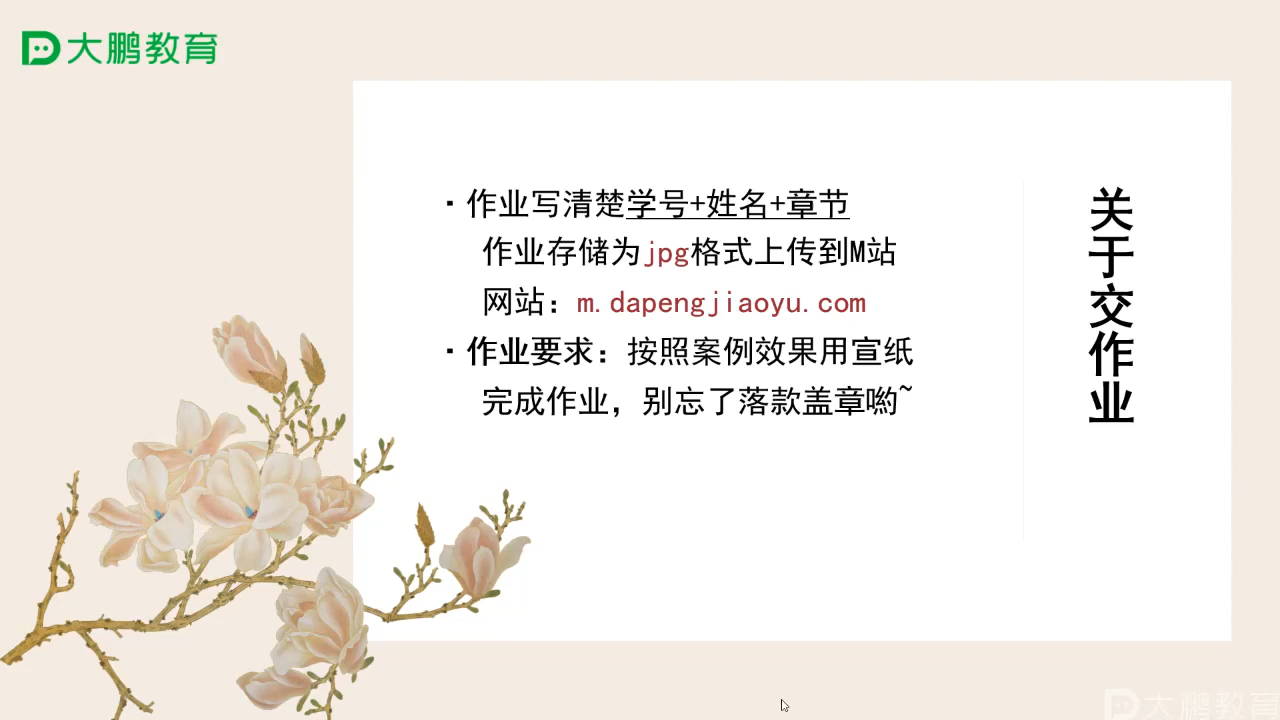 大鹏教育
关于交作业
·作业写清楚学号+姓名+章节
作业存储为jpg格式上传到M站
网站：m.dapengjiaoyu.com
·作业要求：按照案例效果用宣纸
完成作业，别忘了落款盖章哟~
大鹏教育